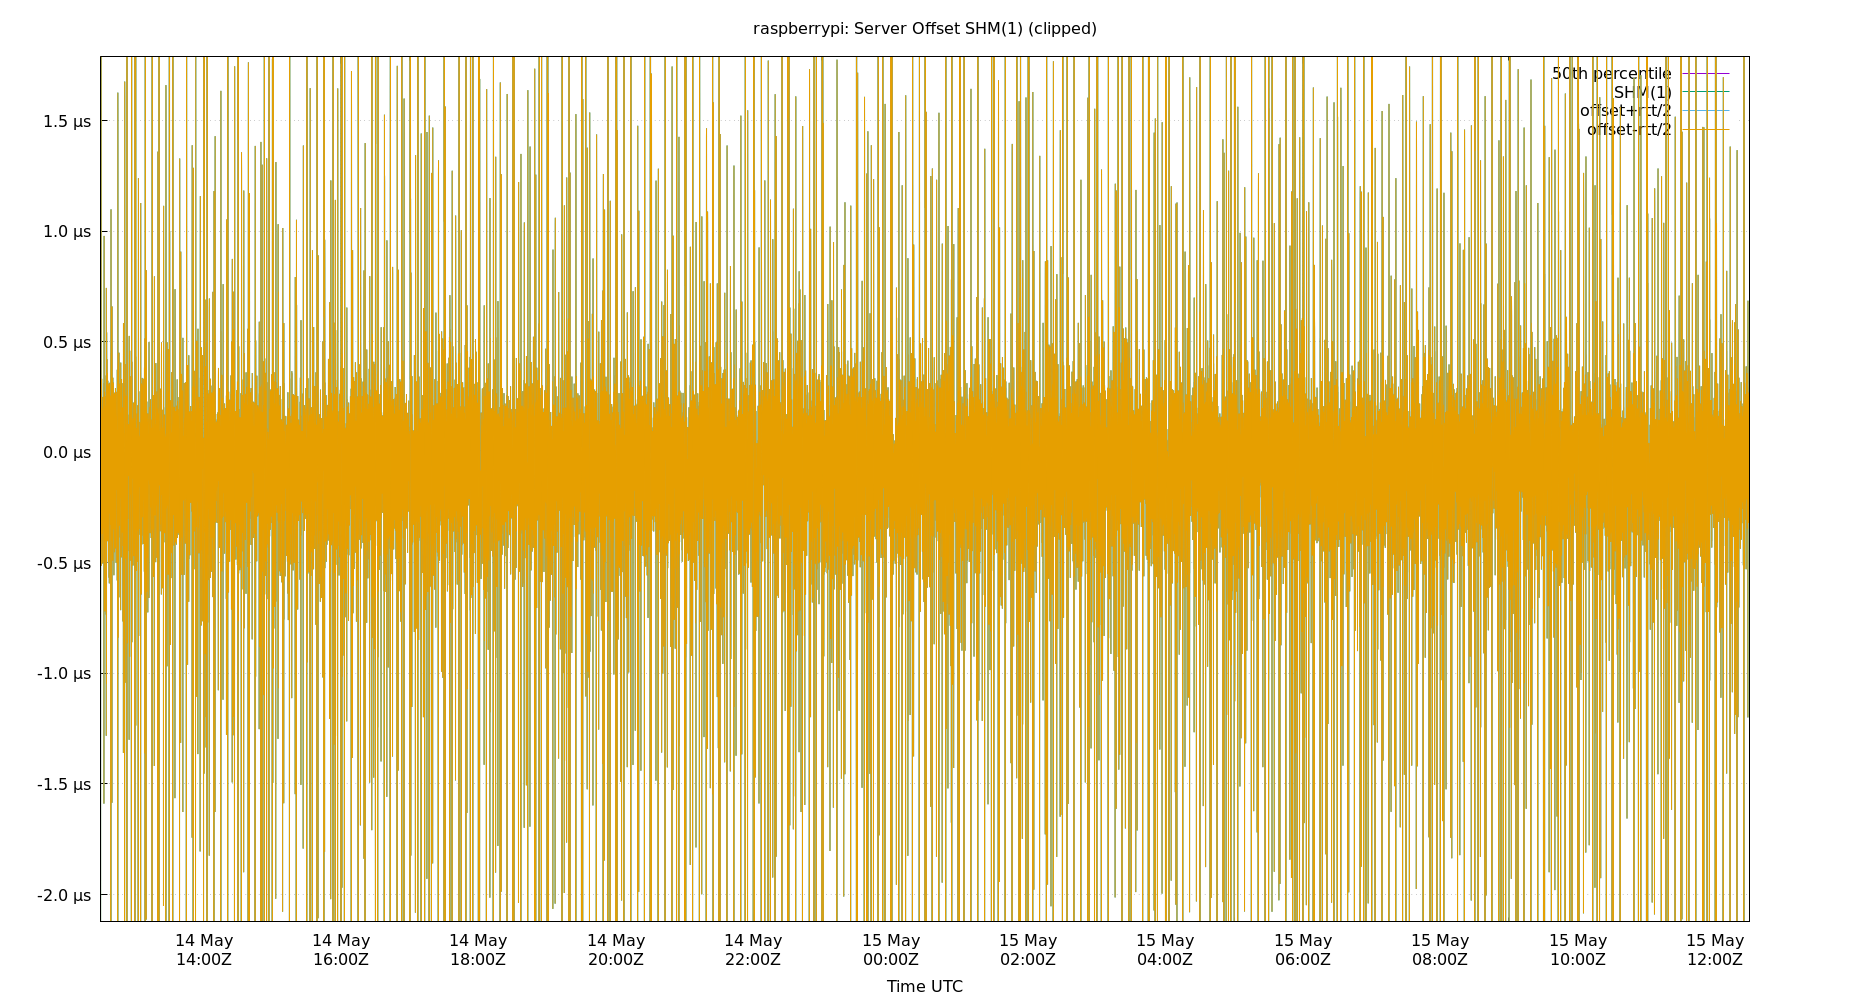 raspberrypi: Server Offset SHM(1) (clipped)
50th percentile
SHM(1)
offset+rtt/2
offset-rtt/2
1.5 µs
1.0 µs
0.5 µs
0.0 µs
-0.5 µs
-1.0 µs
-1.5 µs
-2.0 µs
14 May 14 May 14 May 14 May 14 May 15 May 15 May 15 May 15 May 15 May 15 May 15 May
14:00Z 16:00Z 18:00Z 20:00Z 22:00Z 00:00Z 02:00Z 04:00Z 06:00Z 08:00Z 10:00Z 12:00Z
Time UTC